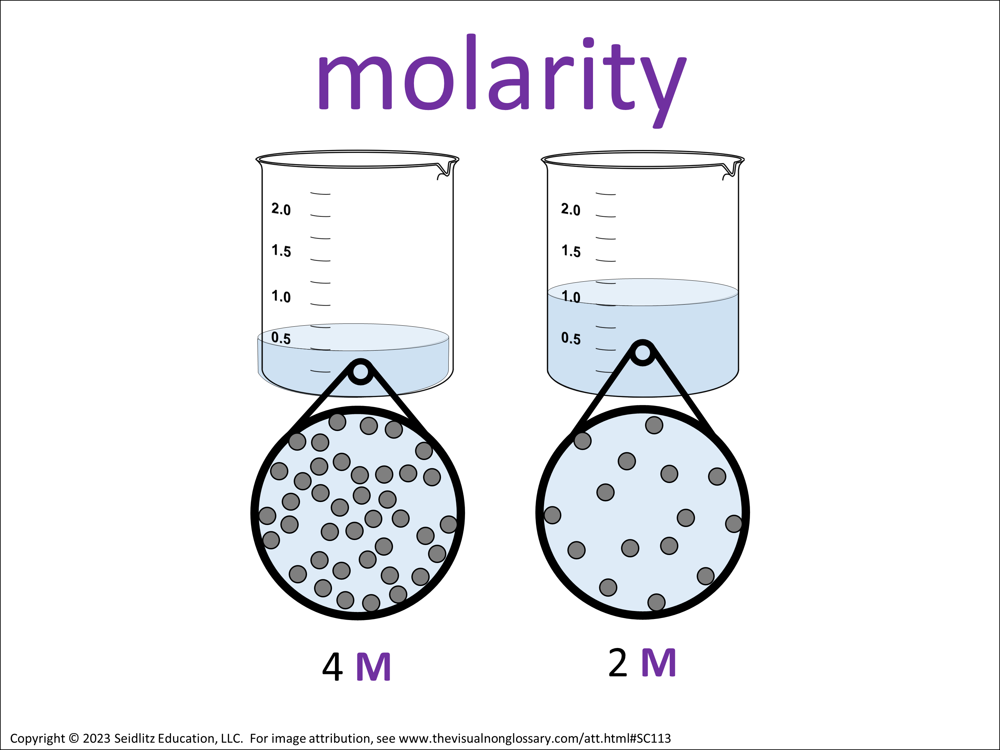 molarity
2.0 2.0
1.5 1.5
1.0 1.0
0.5 0.5
4 M 2 M
Copyright © 2023 Seidlitz Education, LLC. For image attribution, see www.thevisualnonglossary.com/att.html#SC113